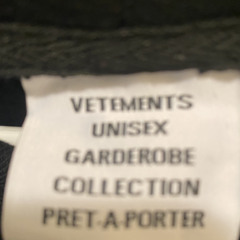 VETEMENTS
UNISEX
GARDEROBE
COLLECTION
PRET-A-PORTER